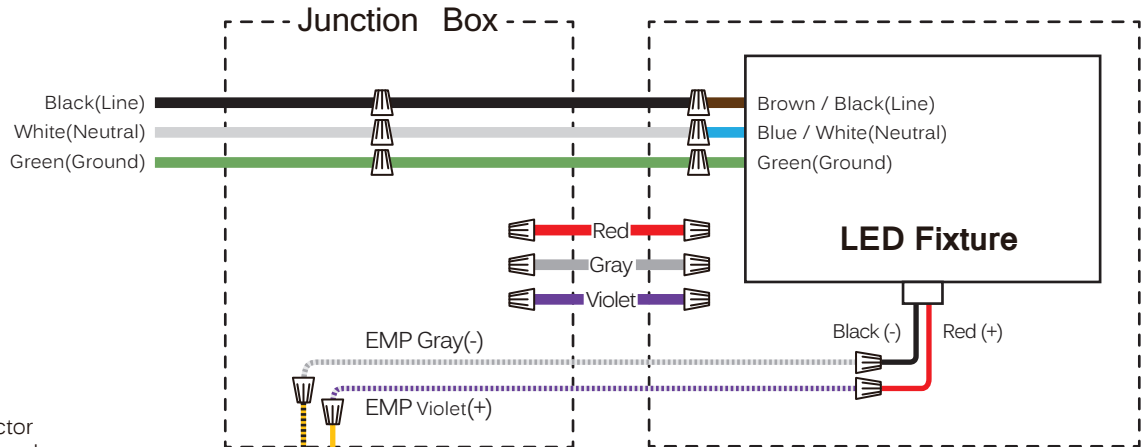 Junction Box
Black(Line)
Brown / Black(Line)
White(Neutral)
Blue / White(Neutral)
Green(Ground)
Green(Ground)
Red
LED Fixture
Gray
Violet
Black (-)
Red (+)
EMP Gray(-)
EMP Violet(+)